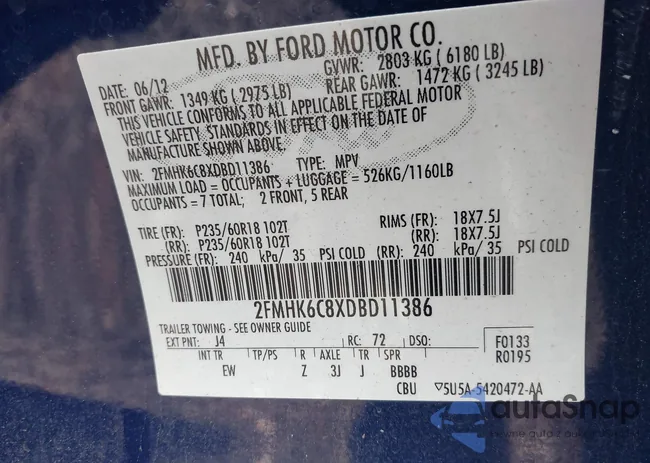 MFD. BY FORD MOTOR CO.
DATE: 06/12 GVWR: 2803 KG ( 6180 LB)
FRONT GAWR: 1349 KG ( 2975 LB) REAR GAWR: 1472 KG ( 3245 LB)
THIS VEHICLE CONFORMS TO ALL APPLICABLE FEDERAL MOTOR
VEHICLE SAFETY STANDARDS IN EFFECT ON THE DATE OF
MANUFACTURE SHOWN ABOVE.
VIN: 2FMHK6C8XDBD11386 TYPE: MPV
MAXIMUM LOAD = OCCUPANTS + LUGGAGE = 526KG/1160LB
OCCUPANTS = 7 TOTAL; 2 FRONT, 5 REAR
TIRE (FR): P235/60R18 102T RIMS (FR): 18X7.5J
(RR): P235/60R18 102T (RR): 18X7.5J
PRESSURE (FR): 240 kPa/ 35 PSI COLD (RR): 240 kPa/ 35 PSI COLD
2FMHK6C8XDBD11386
TRAILER TOWING - SEE OWNER GUIDE
EXT PNT: J4 RC: 72 DSO: F0133
INT TR TP/PS R AXLE TR SPR R0195
EW Z 3J J BBBB
CBU 5U5A-5420472-AA
autaSnap